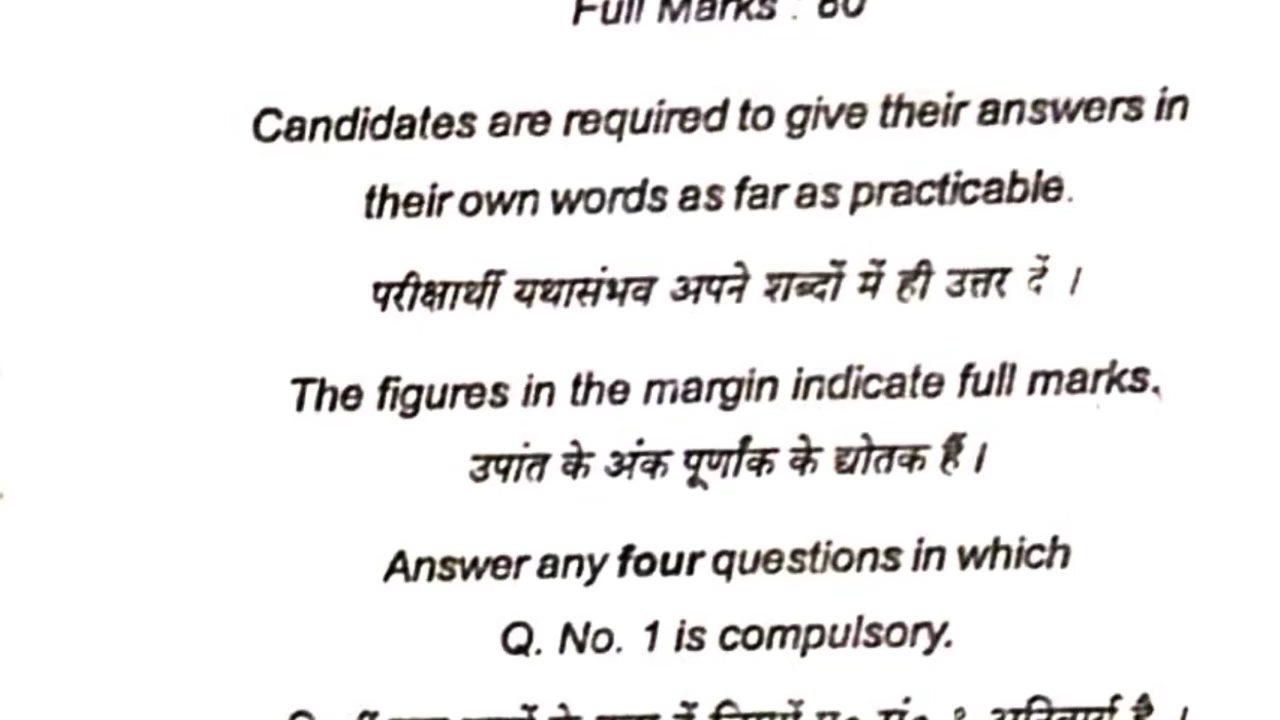 Full Marks : 80
Candidates are required to give their answers in
their own words as far as practicable.
परीक्षार्थी यथासंभव अपने शब्दों में ही उत्तर दें ।
The figures in the margin indicate full marks.
उपांत के अंक पूर्णांक के द्योतक हैं ।
Answer any four questions in which
Q. No. 1 is compulsory.